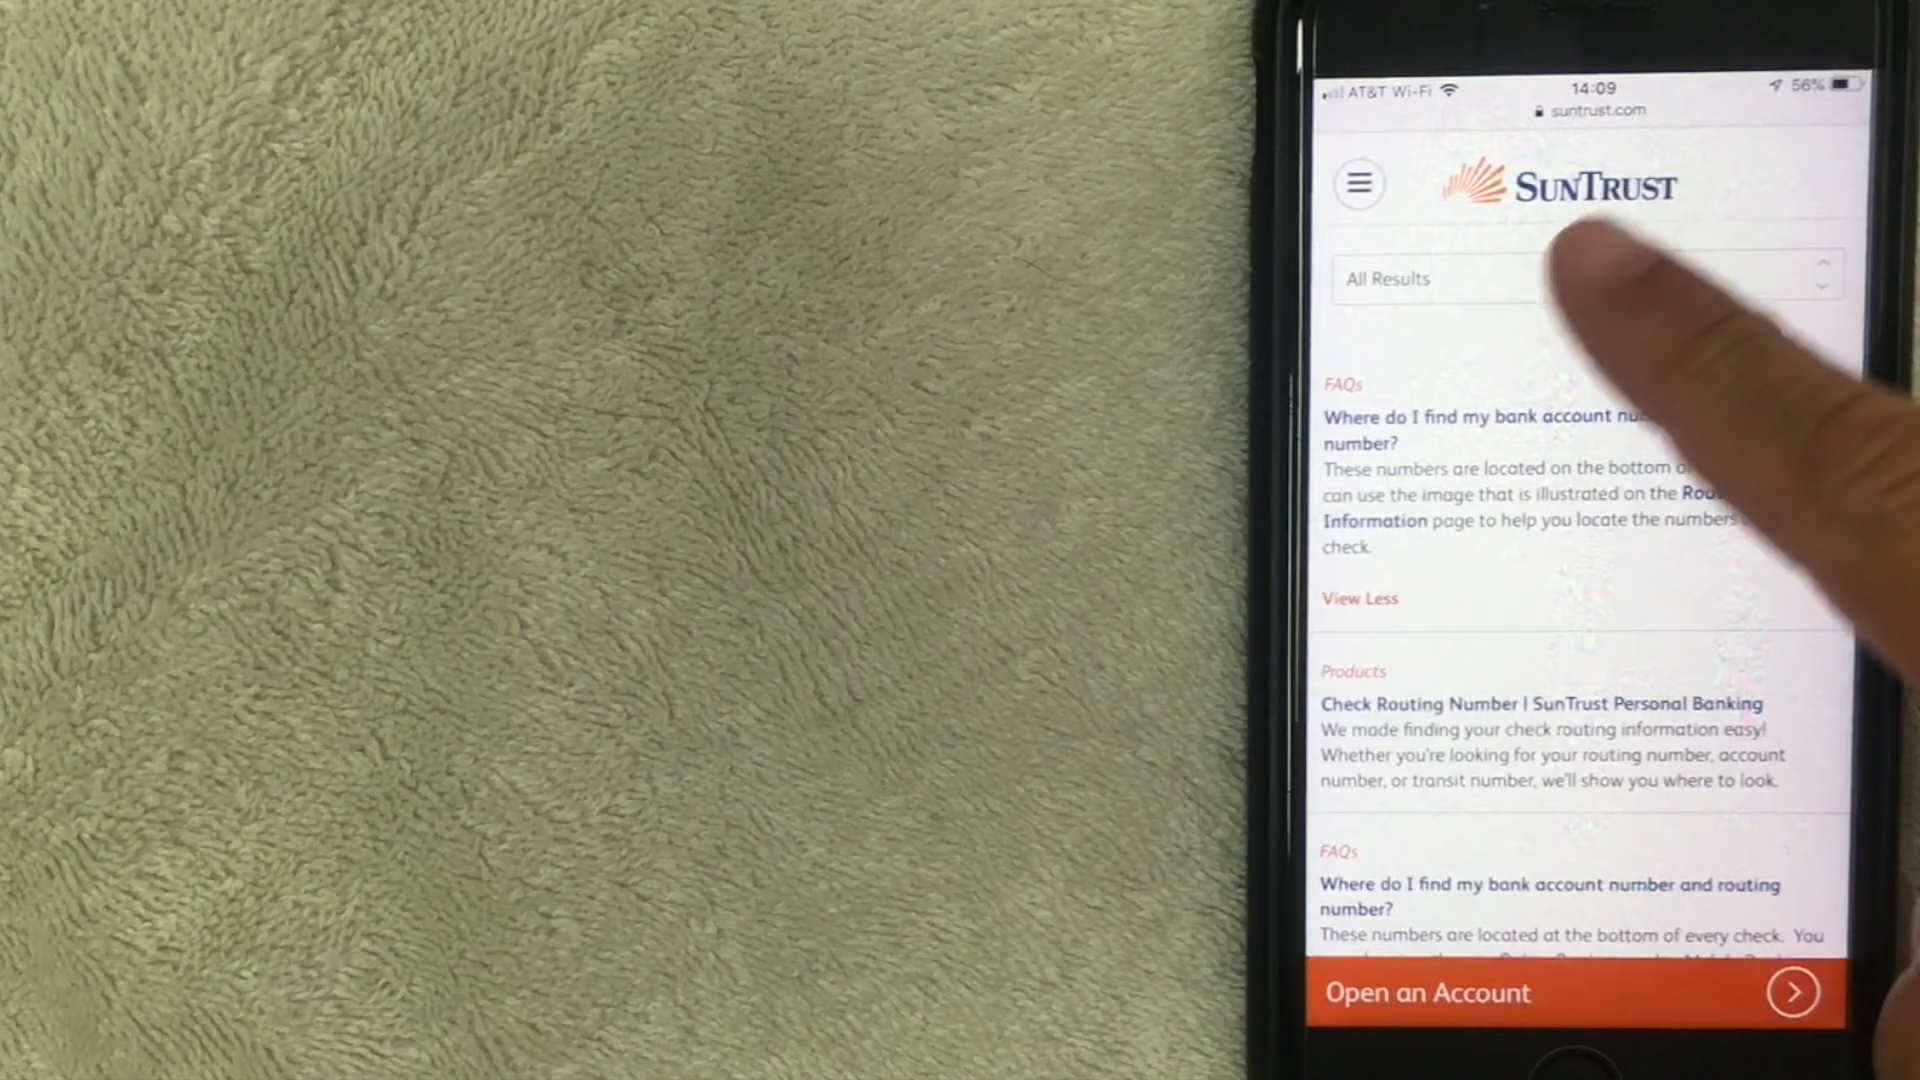 AT&T Wi-Fi 14:09 56%
suntrust.com
SUNTRUST
All Results
FAQs
Where do I find my bank account
number?
These numbers are located on the bottom
can use the image that is illustrated on the
Information page to help you locate the numbers
check.
View Less
Products
Check Routing Number | SunTrust Personal Banking
We made finding your check routing information easy!
Whether you're looking for your routing number, account
number, or transit number, we'll show you where to look.
FAQs
Where do I find my bank account number and routing
number?
These numbers are located at the bottom of every check. You
Open an Account